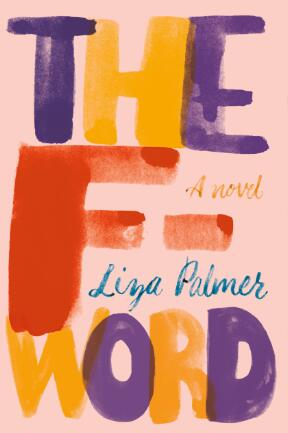 THE
F-
A novel
Liza Palmer
WORD